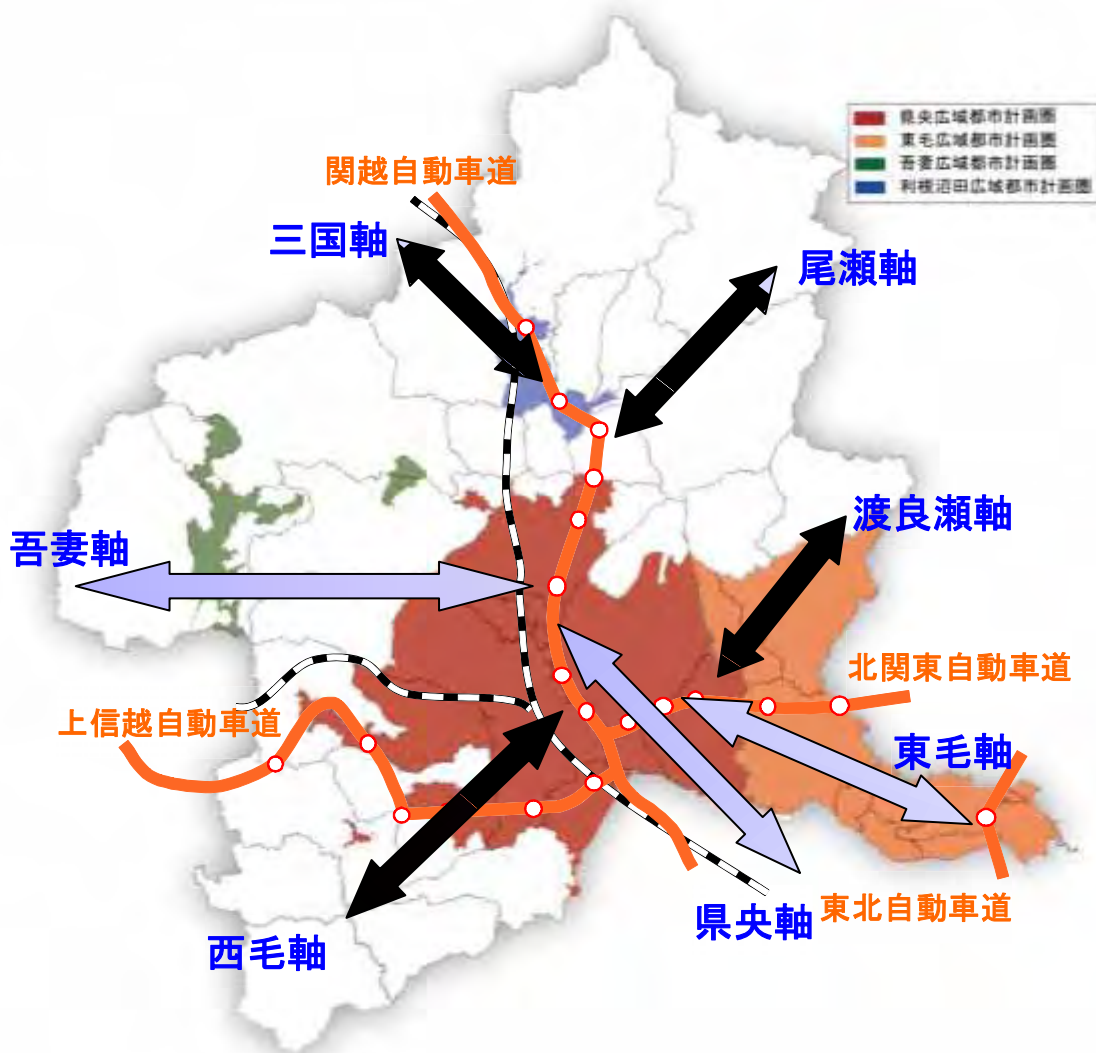 県央広域都市計画圏
東毛広域都市計画圏
吾妻広域都市計画圏
利根沼田広域都市計画圏
関越自動車道
三国軸
尾瀬軸
渡良瀬軸
吾妻軸
北関東自動車道
上信越自動車道
東毛軸
県央軸
東北自動車道
西毛軸